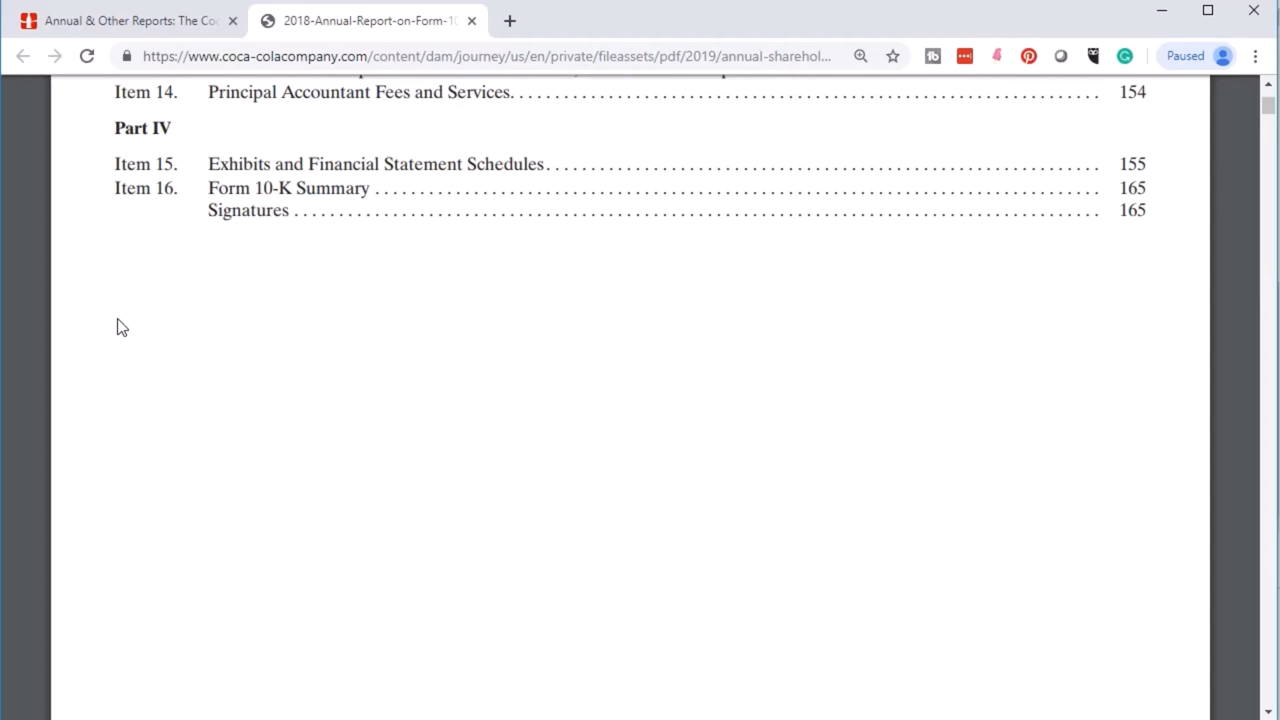 Annual & Other Reports: The Co
2018-Annual-Report-on-Form-10
https://www.coca-colacompany.com/content/dam/journey/us/en/private/fileassets/pdf/2019/annual-sharehol...
Paused
Item 14. Principal Accountant Fees and Services. . . . . . . . . . . . . . . . . . . . . . . . . . . . . . . . . . . . . . . . . . . . . . . . . . . . . . . . . . . . . . . . . 154
Part IV
Item 15. Exhibits and Financial Statement Schedules. . . . . . . . . . . . . . . . . . . . . . . . . . . . . . . . . . . . . . . . . . . . . . . . . . . . . . . . . . . . . 155
Item 16. Form 10-K Summary . . . . . . . . . . . . . . . . . . . . . . . . . . . . . . . . . . . . . . . . . . . . . . . . . . . . . . . . . . . . . . . . . . . . . . . . . . . . . . . . 165
Signatures . . . . . . . . . . . . . . . . . . . . . . . . . . . . . . . . . . . . . . . . . . . . . . . . . . . . . . . . . . . . . . . . . . . . . . . . . . . . . . . . . . . . . . . . . 165